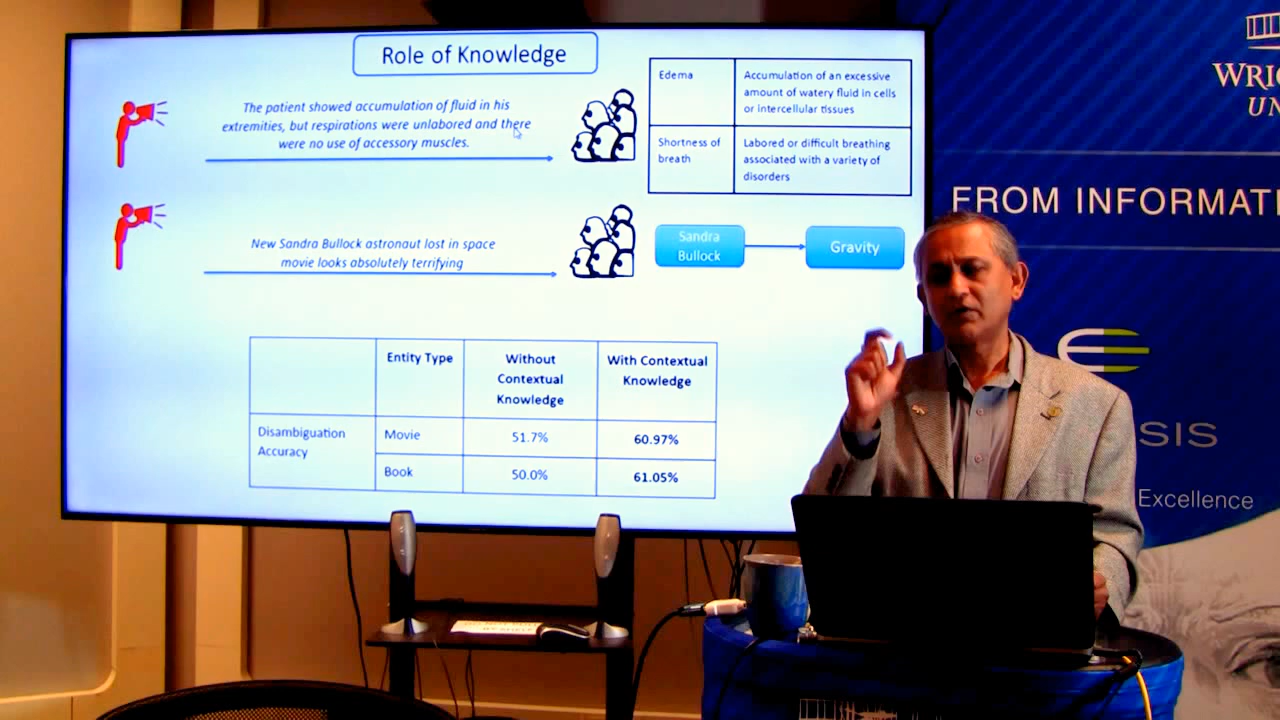 Role of Knowledge
The patient showed accumulation of fluid in his
extremities, but respirations were unlabored and there
were no use of accessory muscles.
Edema
Accumulation of an excessive
amount of watery fluid in cells
or intercellular tissues
Shortness of
breath
Labored or difficult breathing
associated with a variety of
disorders
New Sandra Bullock astronaut lost in space
movie looks absolutely terrifying
Sandra
Bullock
Gravity
Entity Type
Without
Contextual
Knowledge
With Contextual
Knowledge
Disambiguation
Accuracy
Movie
51.7%
60.97%
Book
50.0%
61.05%
WRIG
UN
FROM INFORMATI
SIS
Excellence